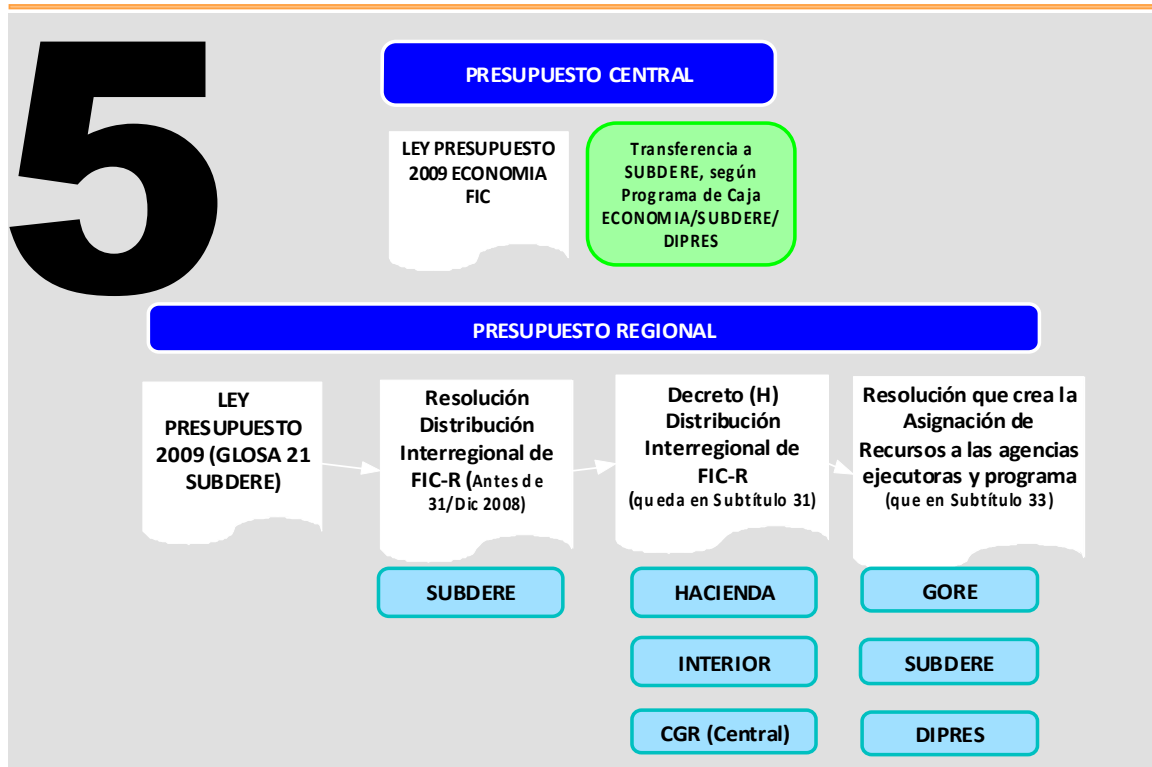 5
PRESUPUESTO CENTRAL
LEY PRESUPUESTO
2009 ECONOMIA
FIC
Transferencia a
SUBDERE, según
Programa de Caja
ECONOMIA/SUBDERE/
DIPRES
PRESUPUESTO REGIONAL
LEY
PRESUPUESTO
2009 (GLOSA 21
SUBDERE)
Resolución
Distribución
Interregional de
FIC-R (Antes de
31/Dic 2008)
Decreto (H)
Distribución
Interregional de
FIC-R
(queda en Subtítulo 31)
Resolución que crea la
Asignación de
Recursos a las agencias
ejecutoras y programa
(que en Subtítulo 33)
SUBDERE
HACIENDA
GORE
INTERIOR
SUBDERE
CGR (Central)
DIPRES